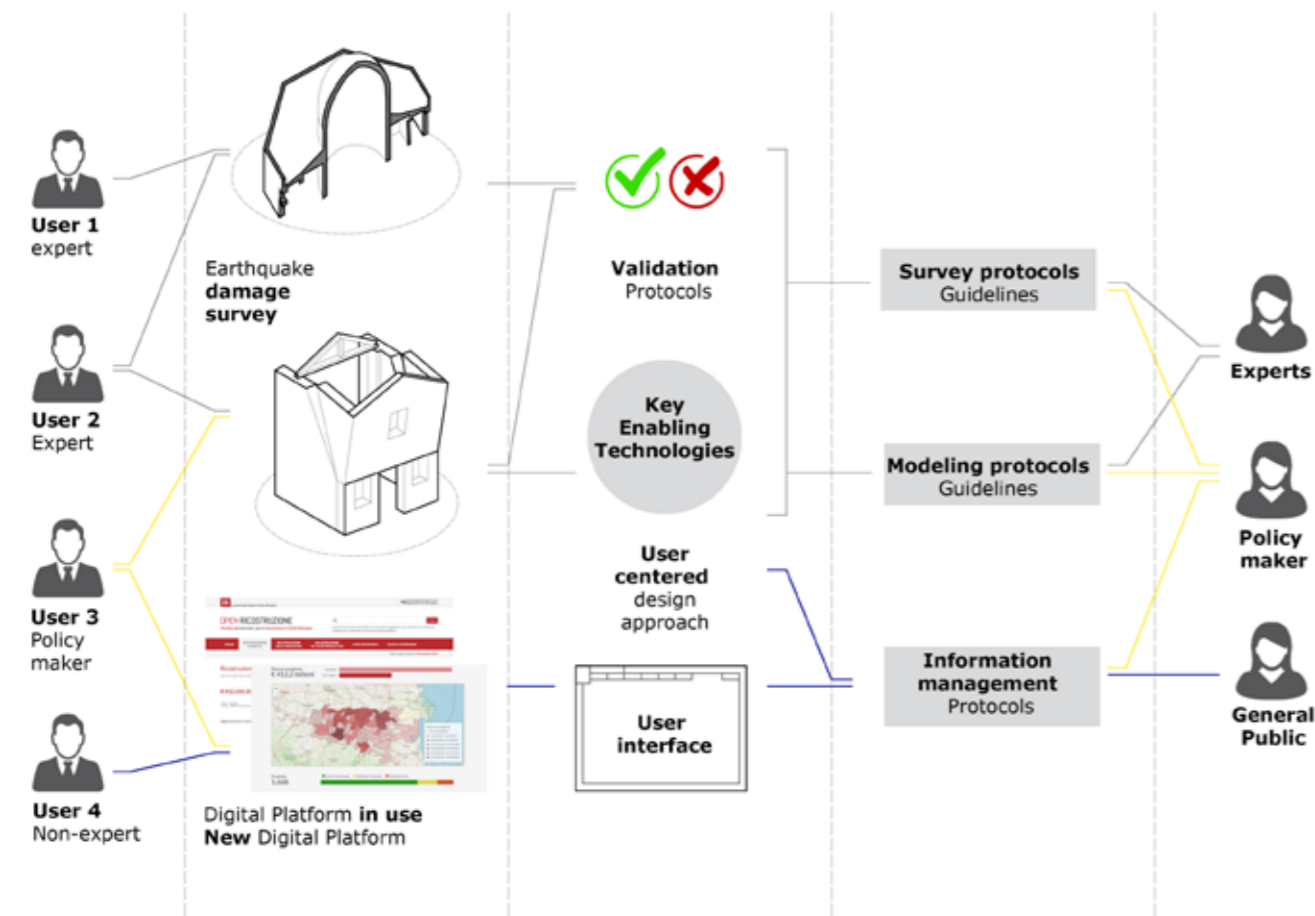 User 1
expert
User 2
Expert
User 3
Policy
maker
User 4
Non-expert
Earthquake
damage
survey
OPEN RICOSTRUZIONE
Digital Platform in use
New Digital Platform
Validation
Protocols
Key
Enabling
Technologies
User
centered
design
approach
User
interface
Survey protocols
Guidelines
Modeling protocols
Guidelines
Information
management
Protocols
Experts
Policy
maker
General
Public